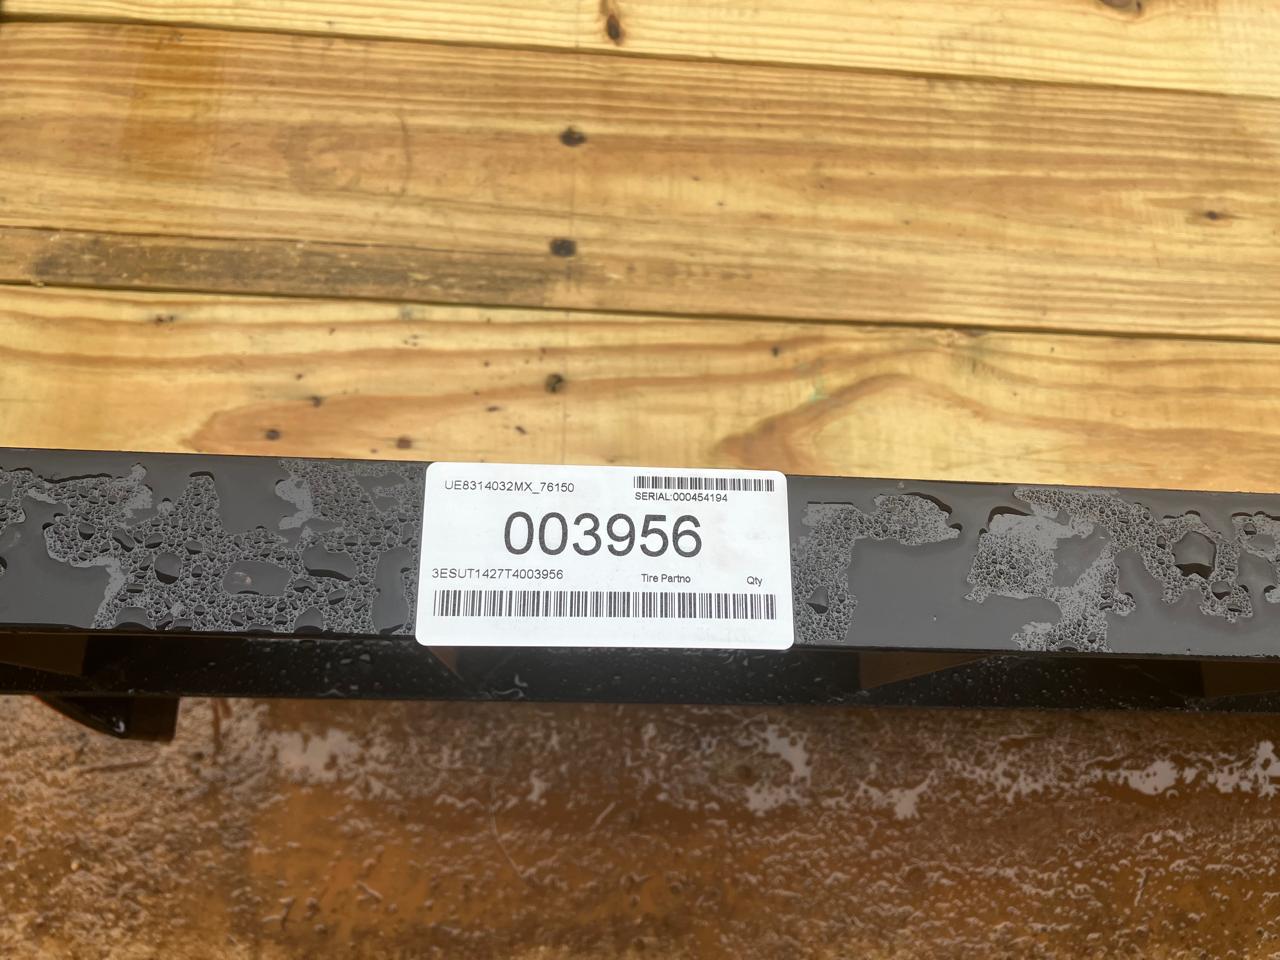 UE8314032MX_76150
SERIAL:000454194
003956
3ESUT1427T4003956 Tire Partno Qty